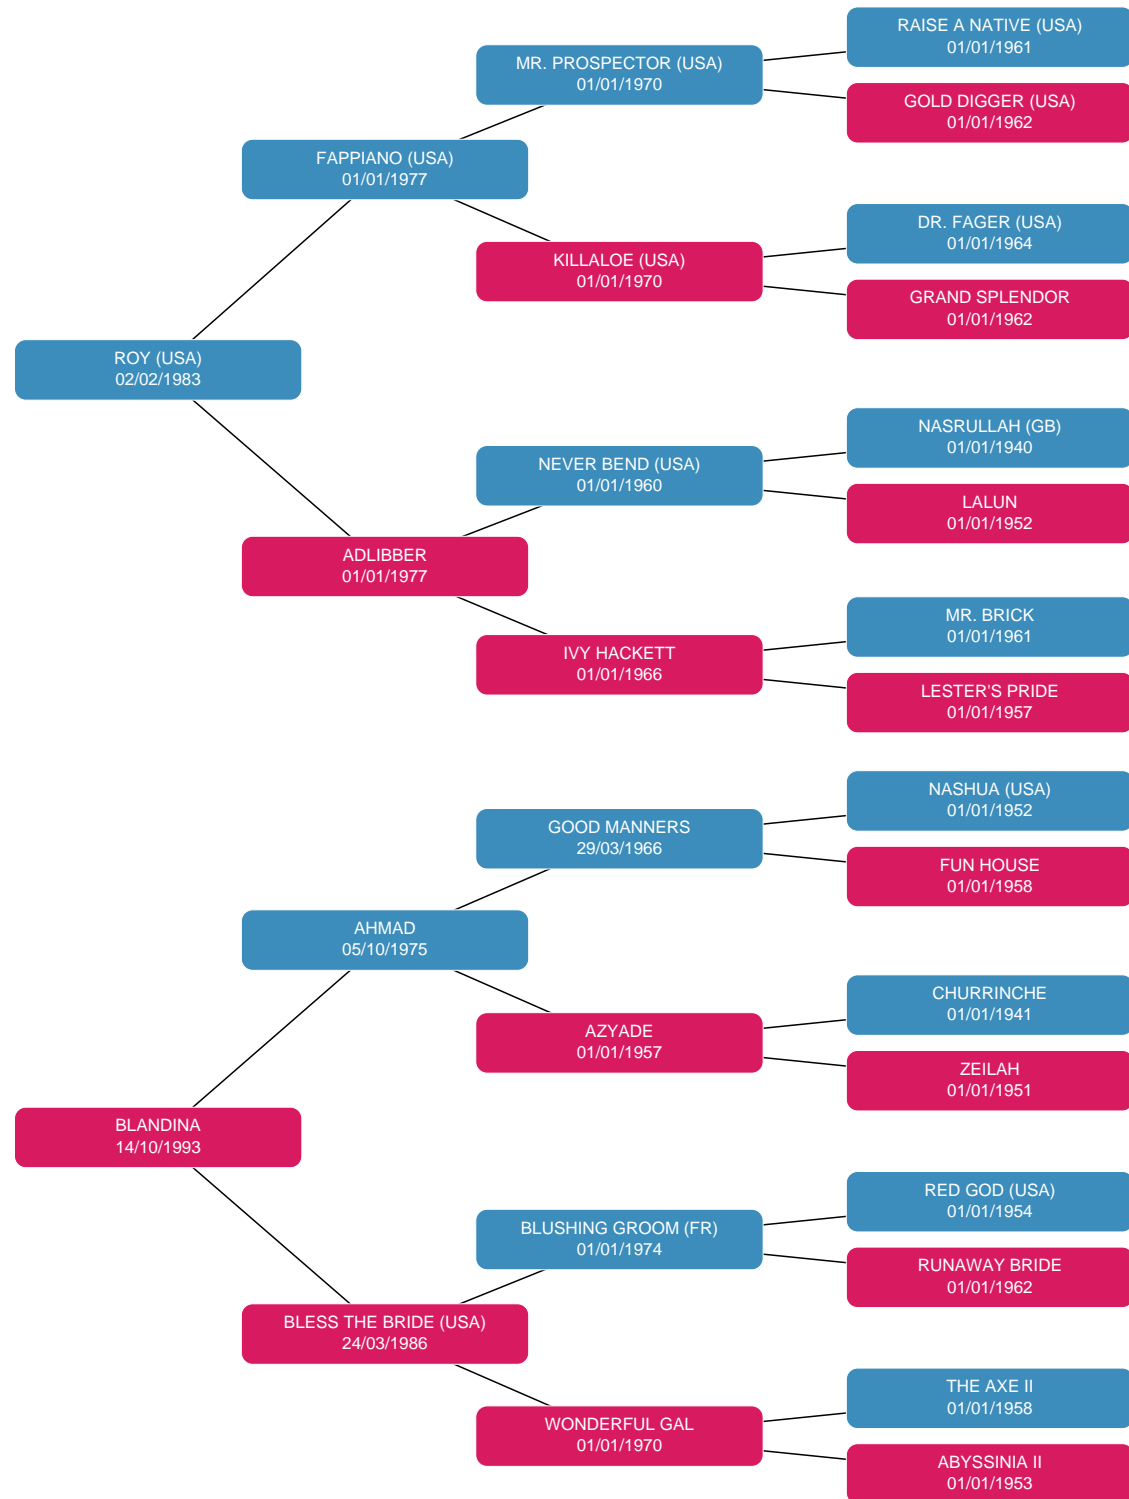 RAISE A NATIVE (USA)
01/01/1961
MR. PROSPECTOR (USA)
01/01/1970
GOLD DIGGER (USA)
01/01/1962
FAPPIANO (USA)
01/01/1977
DR. FAGER (USA)
01/01/1964
KILLALOE (USA)
01/01/1970
GRAND SPLENDOR
01/01/1962
ROY (USA)
02/02/1983
NASRULLAH (GB)
01/01/1940
NEVER BEND (USA)
01/01/1960
LALUN
01/01/1952
ADLIBBER
01/01/1977
MR. BRICK
01/01/1961
IVY HACKETT
01/01/1966
LESTER'S PRIDE
01/01/1957
NASHUA (USA)
01/01/1952
GOOD MANNERS
29/03/1966
FUN HOUSE
01/01/1958
AHMAD
05/10/1975
CHURRINCHE
01/01/1941
AZYADE
01/01/1957
ZEILAH
01/01/1951
BLANDINA
14/10/1993
RED GOD (USA)
01/01/1954
BLUSHING GROOM (FR)
01/01/1974
RUNAWAY BRIDE
01/01/1962
BLESS THE BRIDE (USA)
24/03/1986
THE AXE II
01/01/1958
WONDERFUL GAL
01/01/1970
ABYSSINIA II
01/01/1953